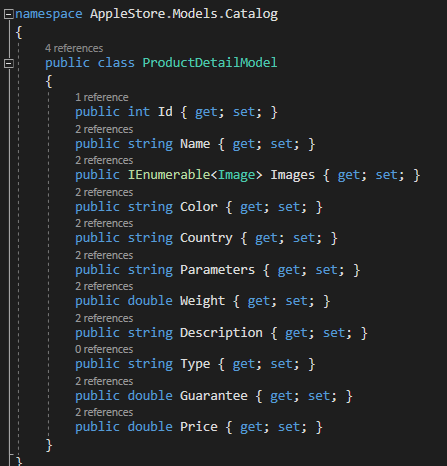 namespace AppleStore.Models.Catalog
{
4 references
public class ProductDetailModel
{
1 reference
public int Id { get; set; }
2 references
public string Name { get; set; }
2 references
public IEnumerable<Image> Images { get; set; }
2 references
public string Color { get; set; }
2 references
public string Country { get; set; }
2 references
public string Parameters { get; set; }
2 references
public double Weight { get; set; }
2 references
public string Description { get; set; }
0 references
public string Type { get; set; }
2 references
public double Guarantee { get; set; }
2 references
public double Price { get; set; }
}
}